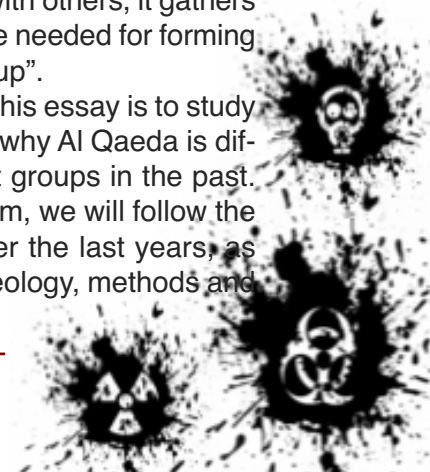 with others, it gathers
e needed for forming
up”.
his essay is to study
why Al Qaeda is dif-
t groups in the past.
m, we will follow the
er the last years, as
eology, methods and